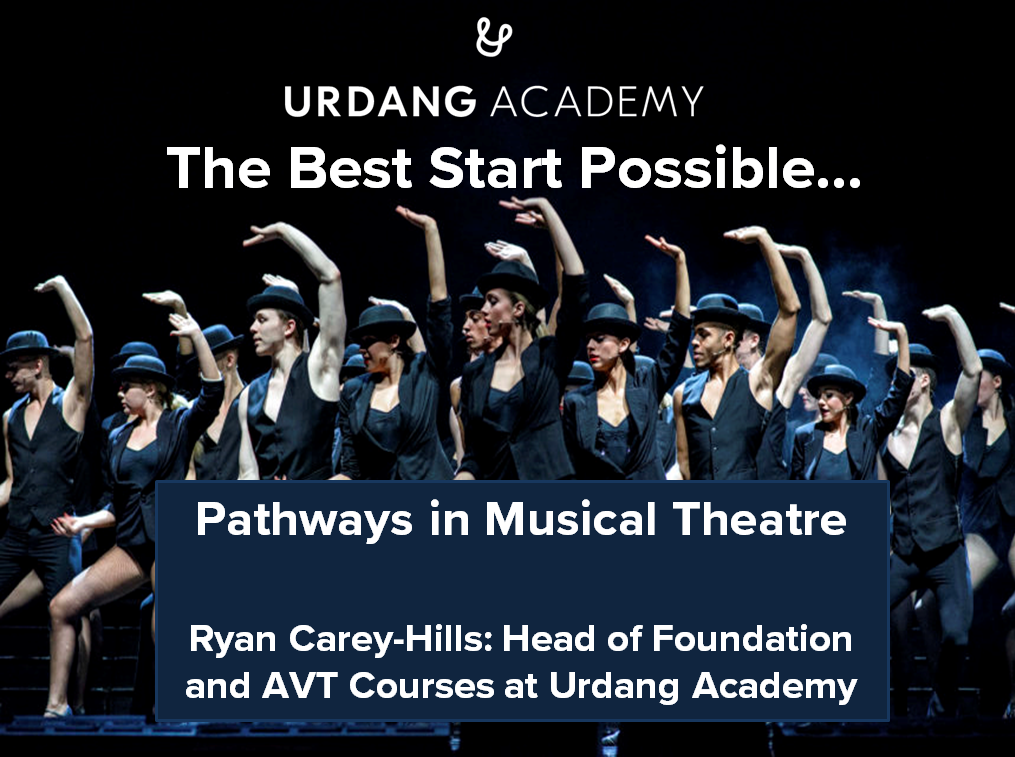 URDANG ACADEMY
The Best Start Possible...
Pathways in Musical Theatre
Ryan Carey-Hills: Head of Foundation
and AVT Courses at Urdang Academy